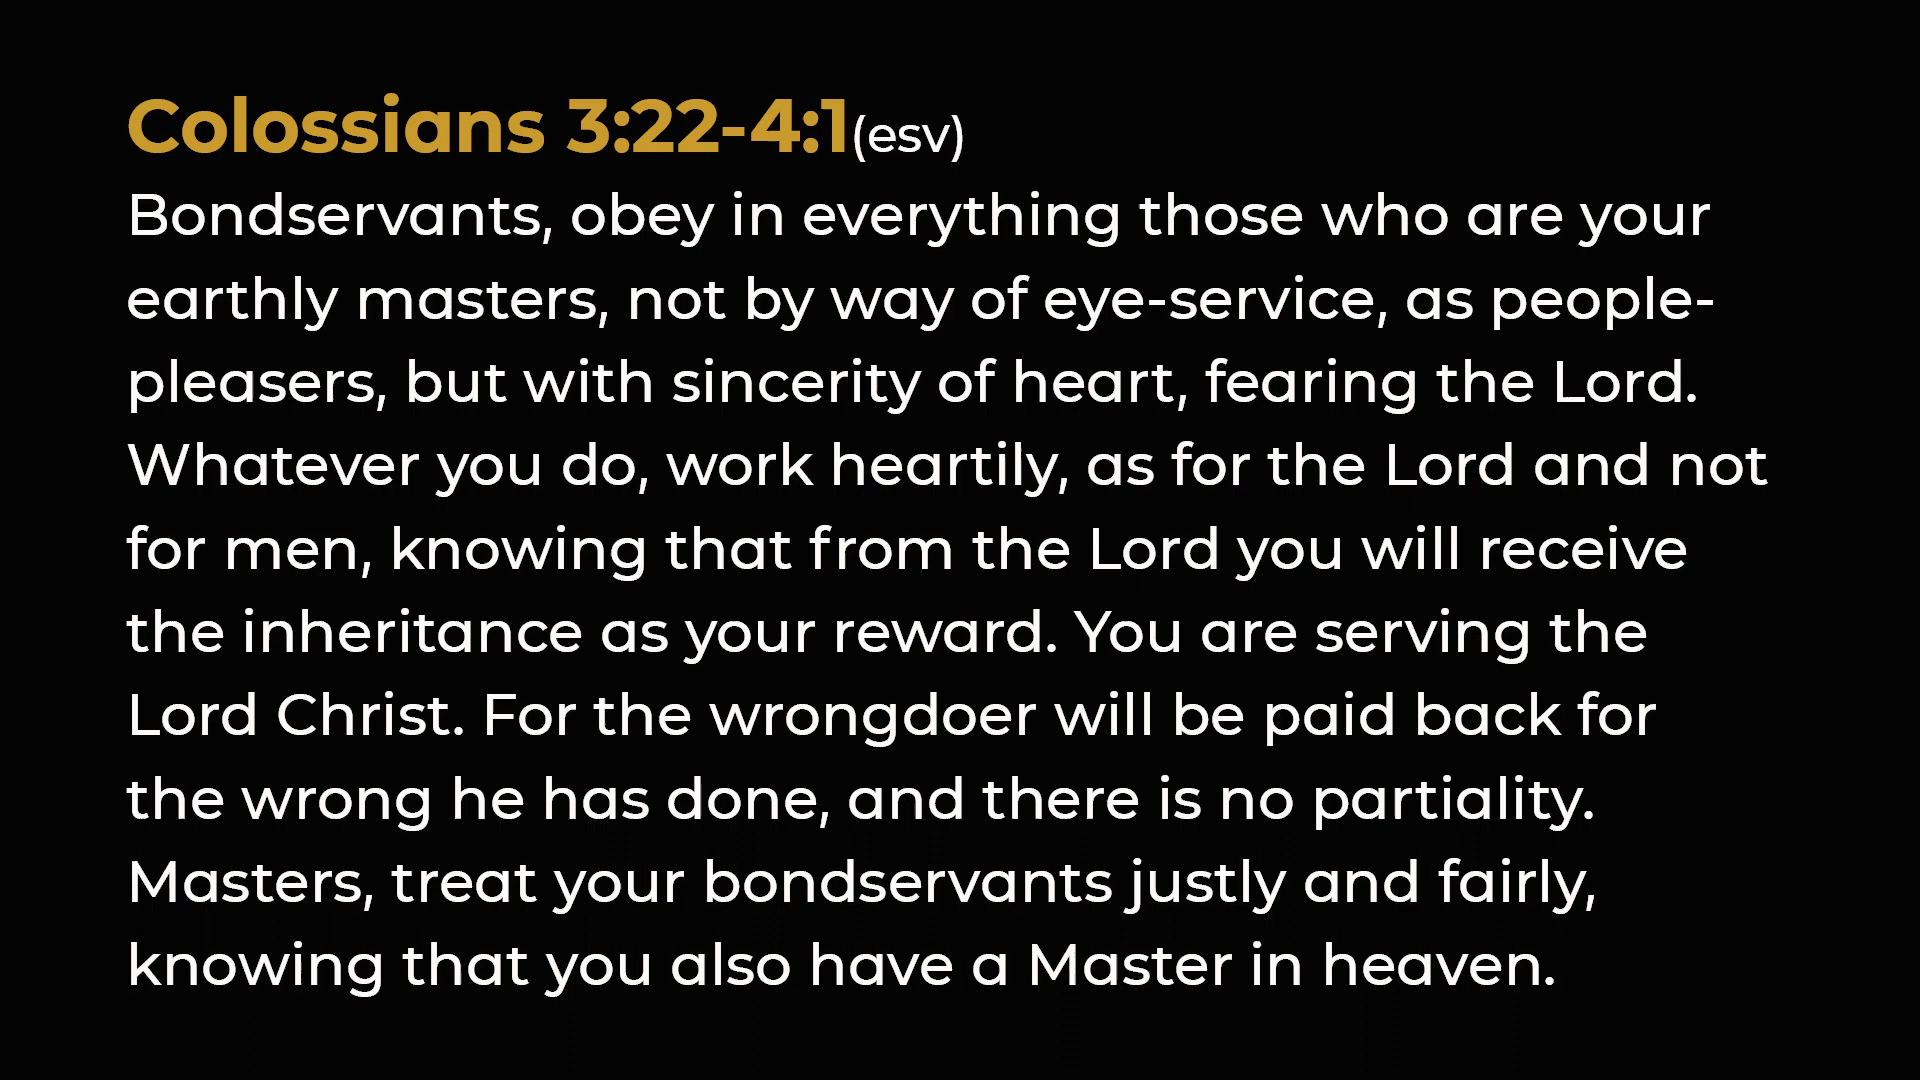 Colossians 3:22-4:1(esv)
Bondservants, obey in everything those who are your
earthly masters, not by way of eye-service, as people-
pleasers, but with sincerity of heart, fearing the Lord.
Whatever you do, work heartily, as for the Lord and not
for men, knowing that from the Lord you will receive
the inheritance as your reward. You are serving the
Lord Christ. For the wrongdoer will be paid back for
the wrong he has done, and there is no partiality.
Masters, treat your bondservants justly and fairly,
knowing that you also have a Master in heaven.